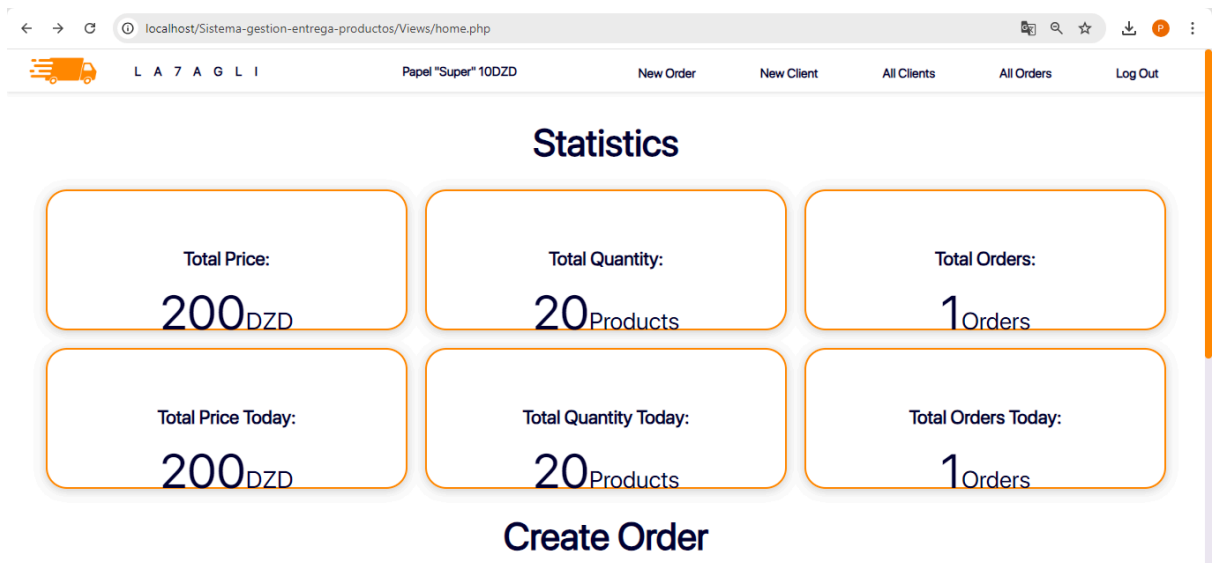 localhost/Sistema-gestion-entrega-productos/Views/home.php
P
L A 7 A G L I
Papel "Super" 10DZD
New Order
New Client
All Clients
All Orders
Log Out
Statistics
Total Price:
200DZD
Total Quantity:
20Products
Total Orders:
1Orders
Total Price Today:
200DZD
Total Quantity Today:
20Products
Total Orders Today:
1Orders
Create Order